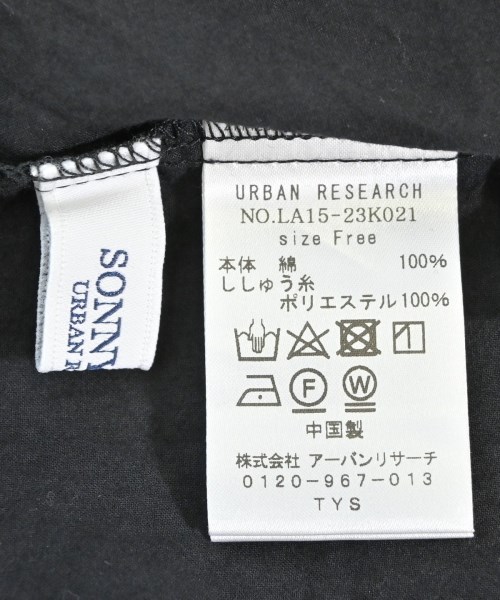 SONNY
URBAN R
URBAN RESEARCH
NO.LA15-23K021
size Free
本体 綿 100%
ししゅう糸
ポリエステル100%
F W
中国製
株式会社 アーバンリサーチ
0120-967-013
TYS